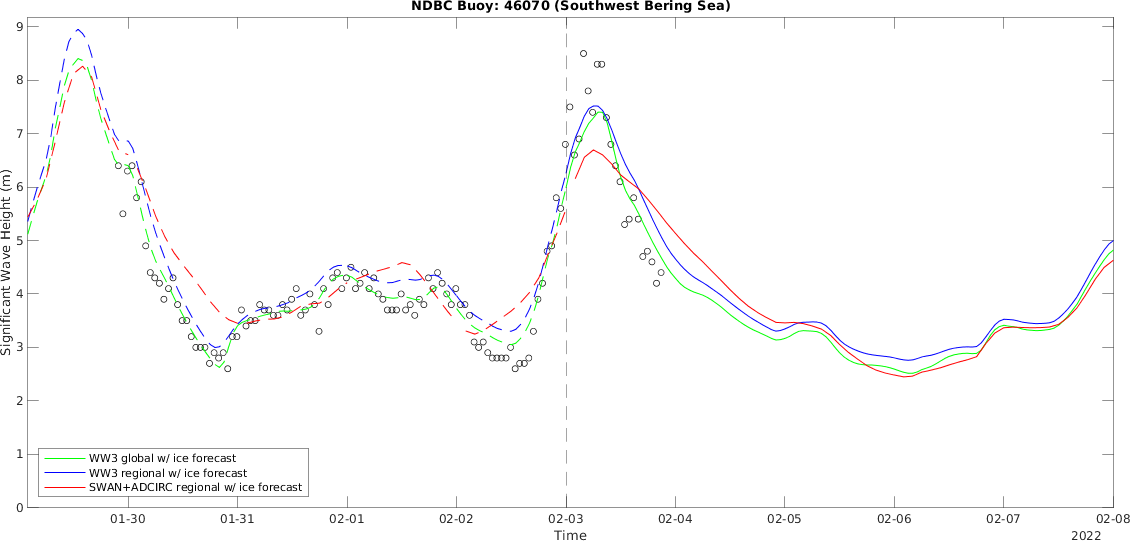 NDBC Buoy: 46070 (Southwest Bering Sea)
Significant Wave Height (m)
9
8
7
6
5
4
3
2
1
0
WW3 global w/ ice forecast
WW3 regional w/ ice forecast
SWAN+ADCIRC regional w/ ice forecast
01-30 01-31 02-01 02-02 02-03 02-04 02-05 02-06 02-07 02-08
Time
2022